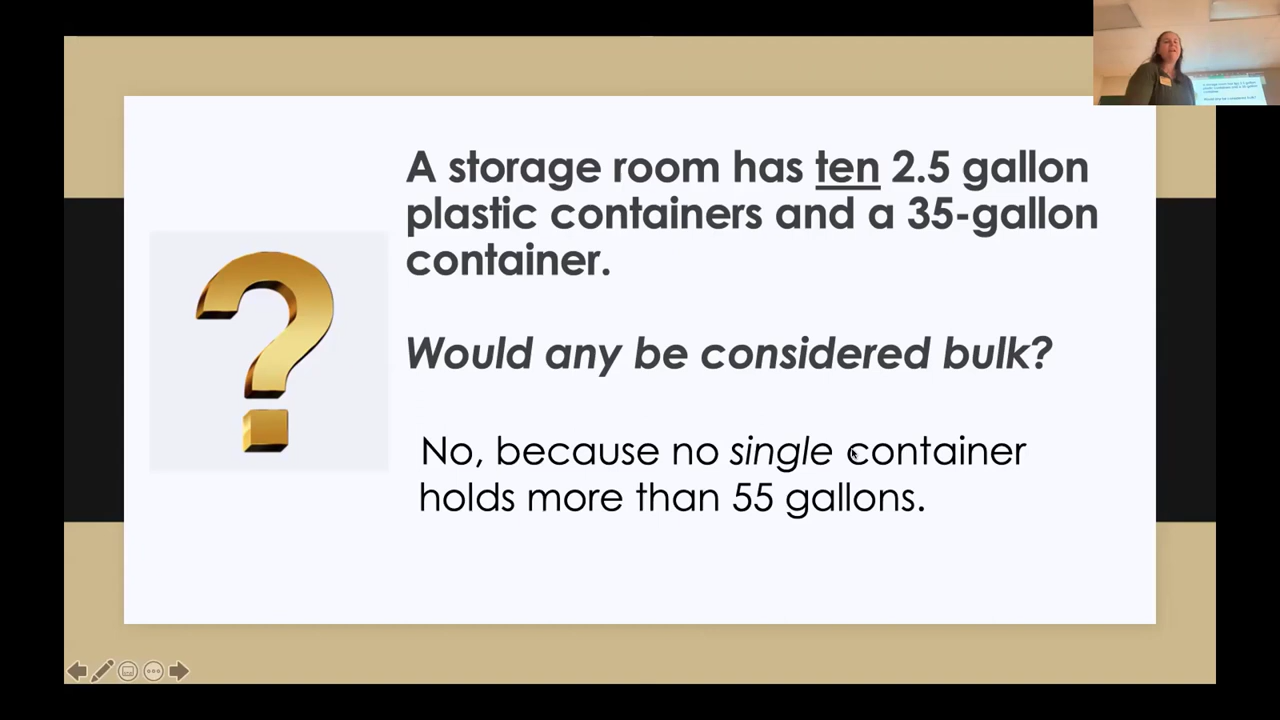 A storage room has ten 2.5 gallon
plastic containers and a 35-gallon
container.
Would any be considered bulk?
No, because no single container
holds more than 55 gallons.